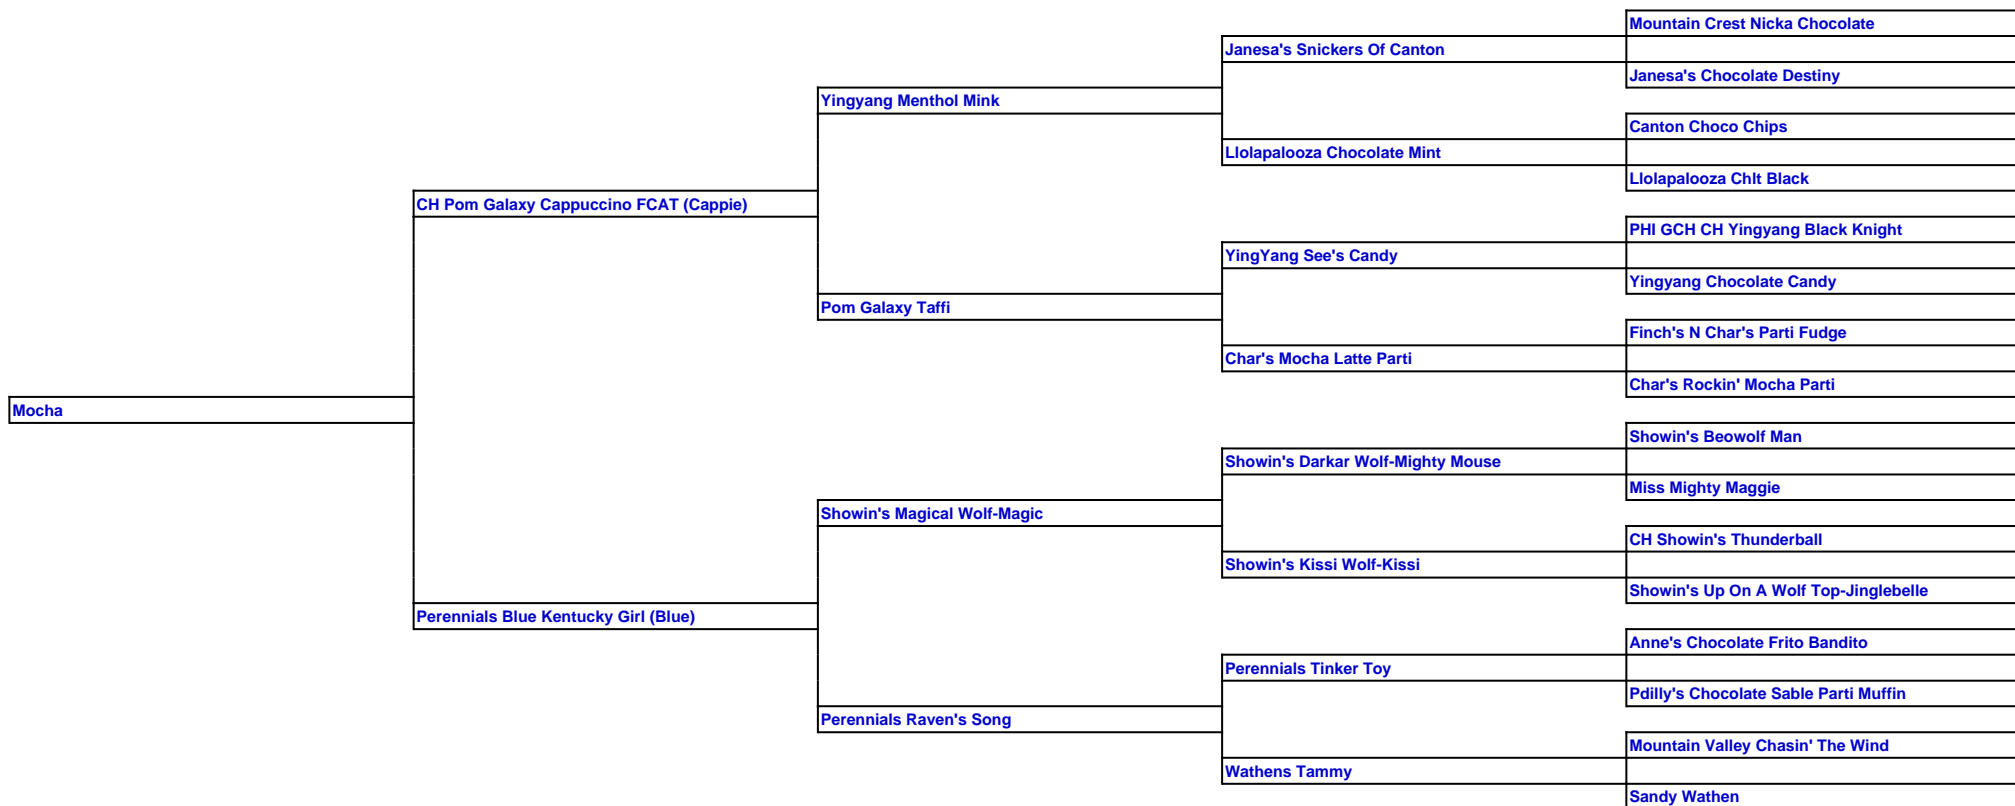 Mountain Crest Nicka Chocolate
Janesa's Snickers Of Canton
Janesa's Chocolate Destiny
Yingyang Menthol Mink
Canton Choco Chips
Llolapalooza Chocolate Mint
Llolapalooza Chlt Black
CH Pom Galaxy Cappuccino FCAT (Cappie)
PHI GCH CH Yingyang Black Knight
YingYang See's Candy
Yingyang Chocolate Candy
Pom Galaxy Taffi
Finch's N Char's Parti Fudge
Char's Mocha Latte Parti
Char's Rockin' Mocha Parti
Mocha
Showin's Beowolf Man
Showin's Darkar Wolf-Mighty Mouse
Miss Mighty Maggie
Showin's Magical Wolf-Magic
CH Showin's Thunderball
Showin's Kissi Wolf-Kissi
Showin's Up On A Wolf Top-Jinglebelle
Perennials Blue Kentucky Girl (Blue)
Anne's Chocolate Frito Bandito
Perennials Tinker Toy
Pdilly's Chocolate Sable Parti Muffin
Perennials Raven's Song
Mountain Valley Chasin' The Wind
Wathens Tammy
Sandy Wathen